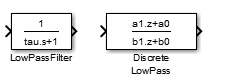 1
tau.s+1
LowPassFilter
a1.z+a0
b1.z+b0
Discrete
LowPass